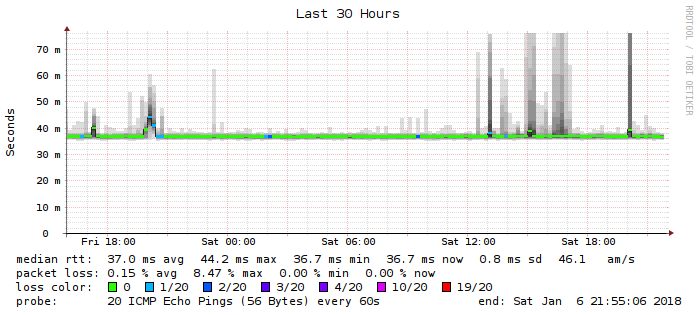 Last 30 Hours
RRDTOOL / TOBI OETIKER
Seconds
70 m
60 m
50 m
40 m
30 m
20 m
10 m
0
Fri 18:00 Sat 00:00 Sat 06:00 Sat 12:00 Sat 18:00
median rtt: 37.0 ms avg 44.2 ms max 36.7 ms min 36.7 ms now 0.8 ms sd 46.1 am/s
packet loss: 0.15 % avg 8.47 % max 0.00 % min 0.00 % now
loss color: 0 1/20 2/20 3/20 4/20 10/20 19/20
probe: 20 ICMP Echo Pings (56 Bytes) every 60s end: Sat Jan 6 21:55:06 2018